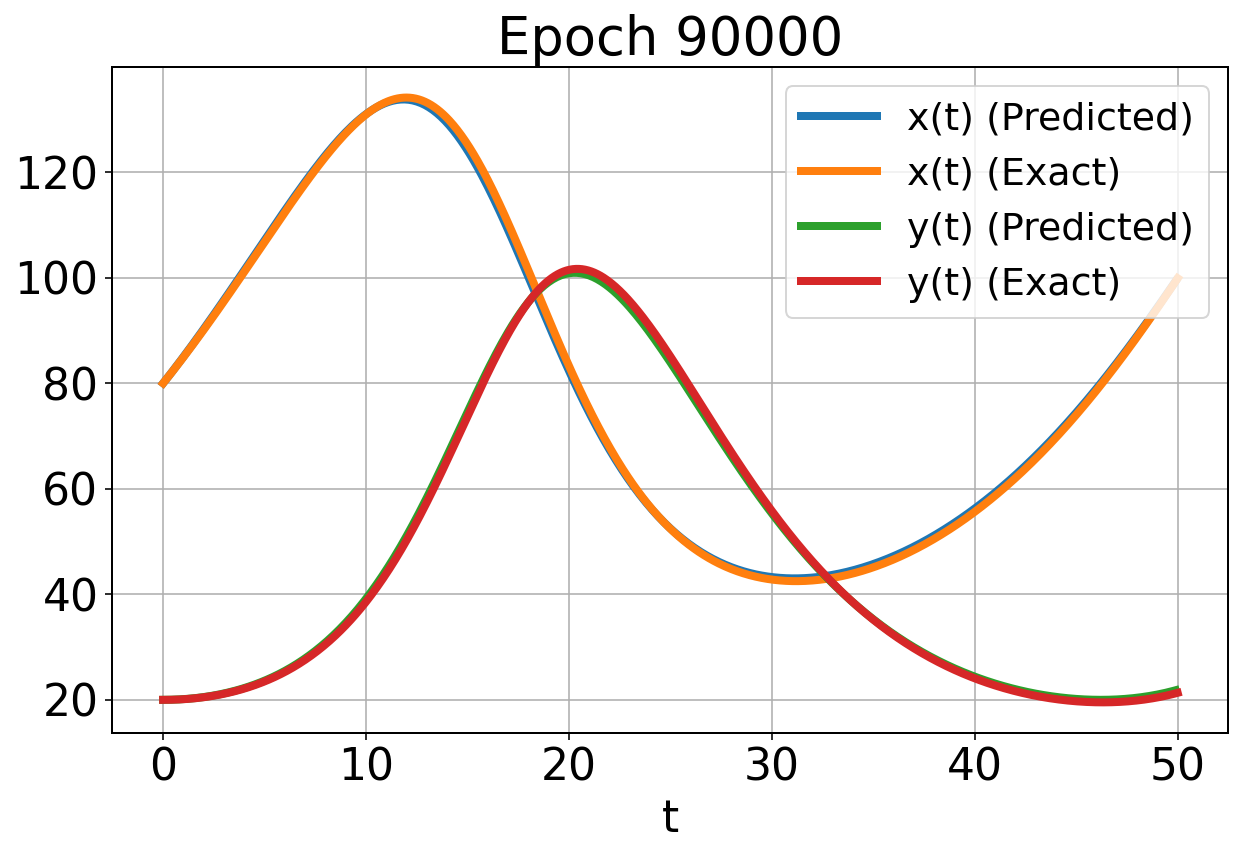 Epoch 90000
x(t) (Predicted)
x(t) (Exact)
y(t) (Predicted)
y(t) (Exact)
120
100
80
60
40
20
0 10 20 30 40 50
t